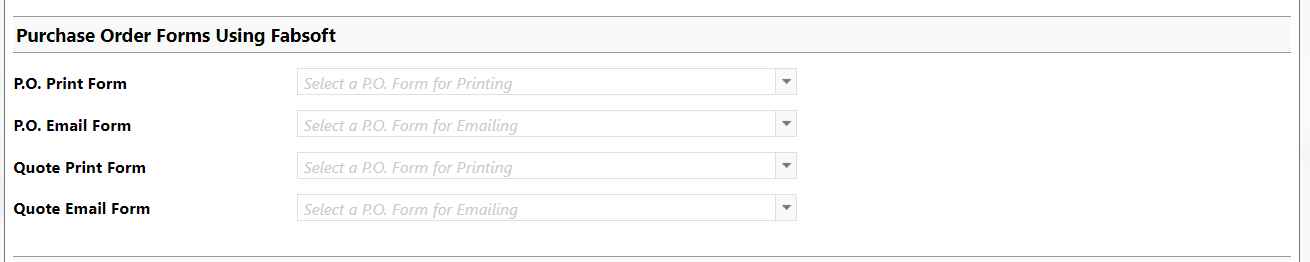 Purchase Order Forms Using Fabsoft
P.O. Print Form Select a P.O. Form for Printing
P.O. Email Form Select a P.O. Form for Emailing
Quote Print Form Select a P.O. Form for Printing
Quote Email Form Select a P.O. Form for Emailing